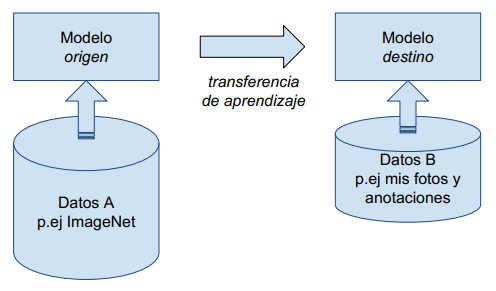 Modelo
origen
transferencia
de aprendizaje
Modelo
destino
Datos A
p.ej ImageNet
Datos B
p.ej mis fotos y
anotaciones